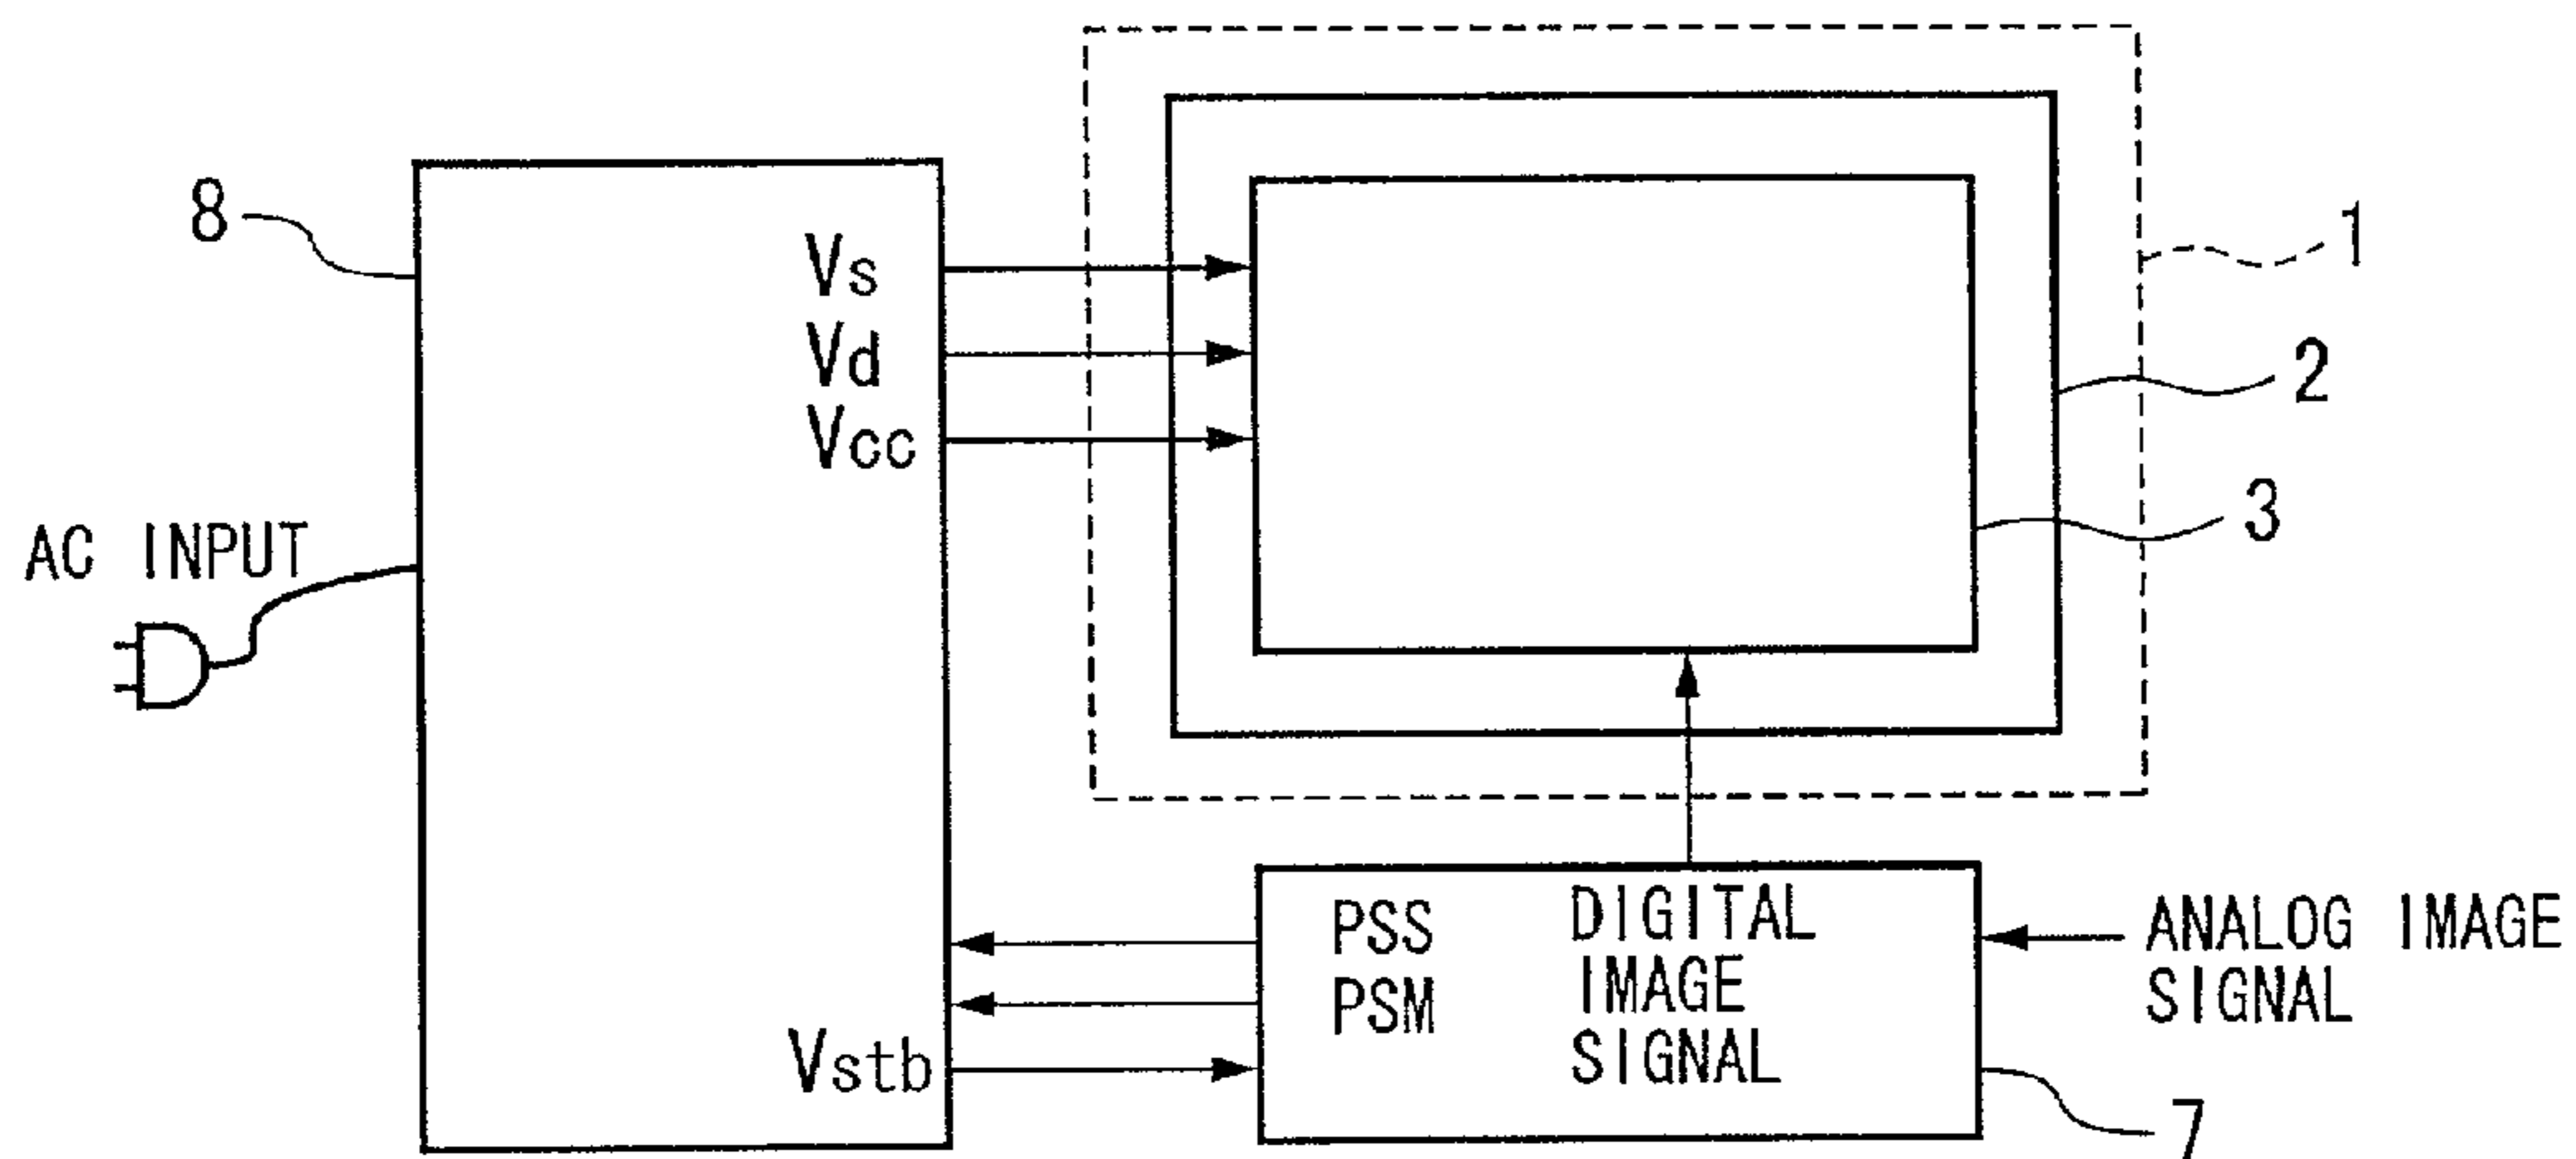 8
Vs
Vd
Vcc
1
2
3
AC INPUT
PSS
PSM
Vstb
DIGITAL
IMAGE
SIGNAL
ANALOG IMAGE
SIGNAL
7